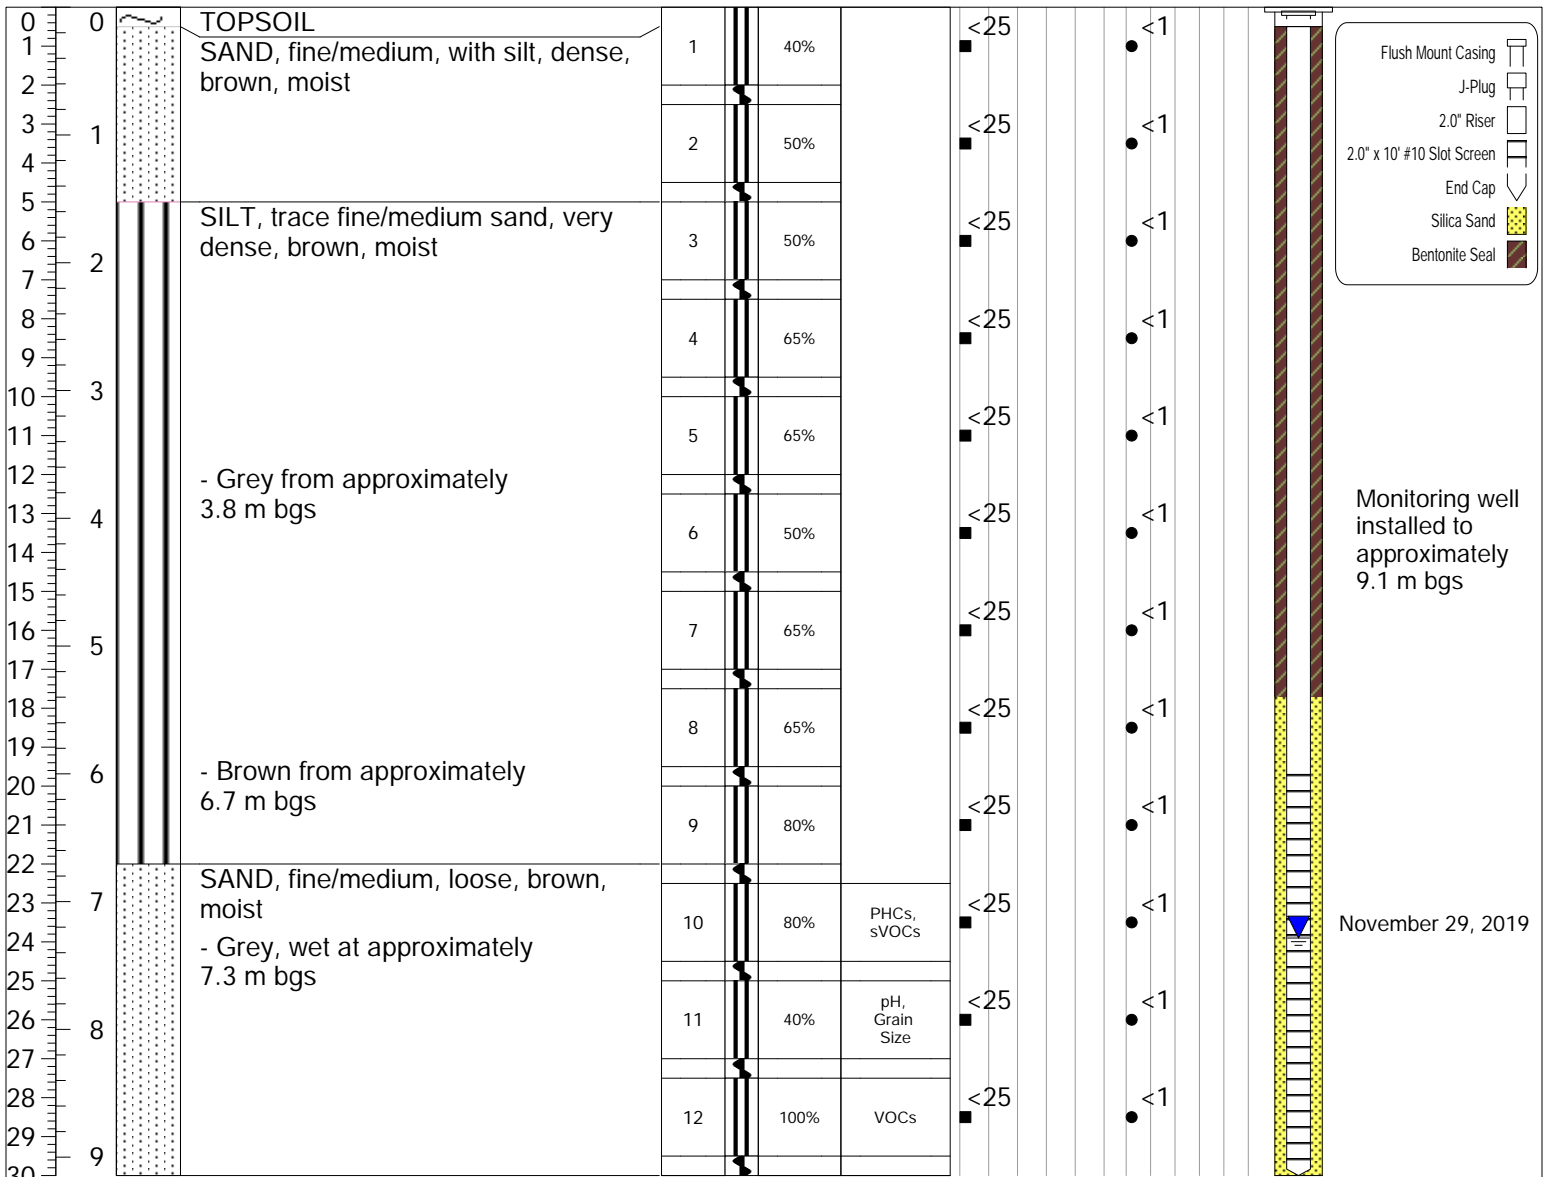 0
1
2
3
4
5
6
7
8
9
10
11
12
13
14
15
16
17
18
19
20
21
22
23
24
25
26
27
28
29
30
0
1
2
3
4
5
6
7
8
9
TOPSOIL
SAND, fine/medium, with silt, dense,
brown, moist
SILT, trace fine/medium sand, very
dense, brown, moist
- Grey from approximately
3.8 m bgs
- Brown from approximately
6.7 m bgs
SAND, fine/medium, loose, brown,
moist
- Grey, wet at approximately
7.3 m bgs
1 40% <25 <1
2 50% <25 <1
3 50% <25 <1
4 65% <25 <1
5 65% <25 <1
6 50% <25 <1
7 65% <25 <1
8 65% <25 <1
9 80% <25 <1
10 80% PHCs, <25 <1
sVOCs
11 40% pH, <25 <1
Grain
Size
12 100% VOCs <25 <1
Flush Mount Casing
J-Plug
2.0" Riser
2.0" x 10' #10 Slot Screen
End Cap
Silica Sand
Bentonite Seal
Monitoring well
installed to
approximately
9.1 m bgs
November 29, 2019